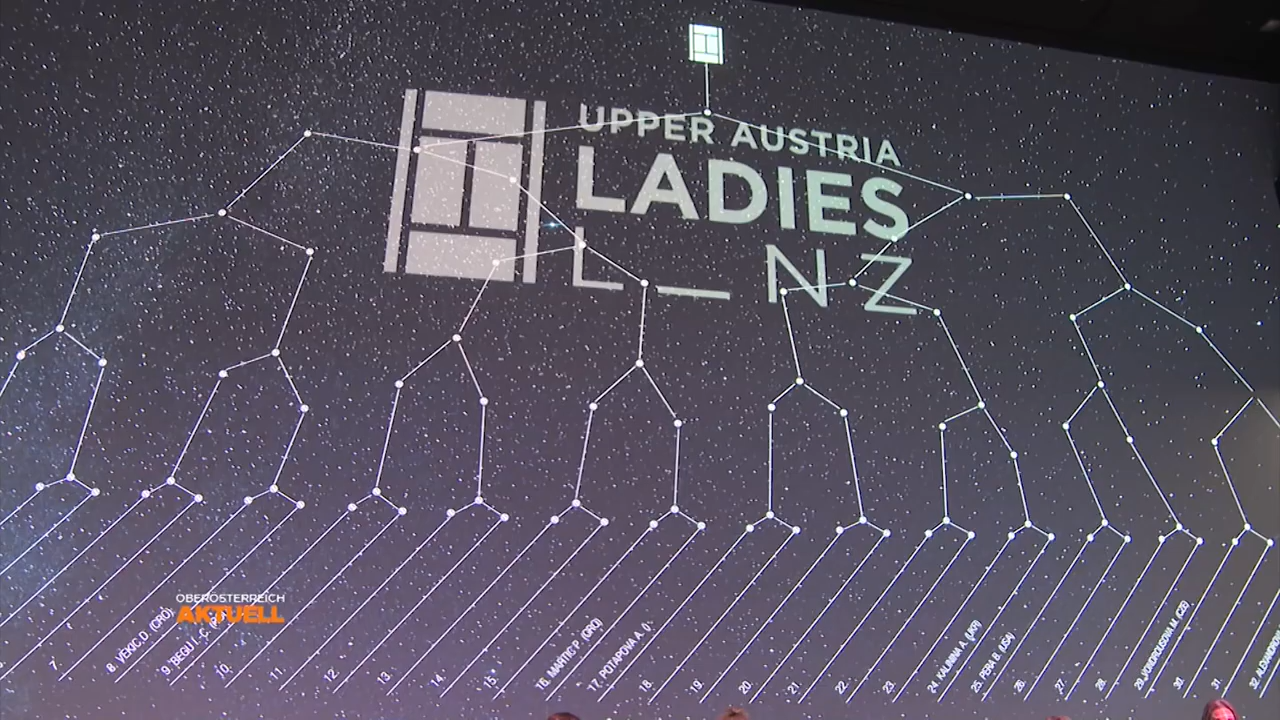 UPPER AUSTRIA
LADIES
L_NZ
OBERÖSTERREICH
AKTUELL
7.
8. VEKIC D. (CRO)
9.
10.
11.
12.
13.
14.
15.
16. MARTIC P. (CRO)
17. POTAPOVA A. ()
18.
19.
20.
21.
22.
23.
24. KALININA A.
25. PERA B. (USA)
26.
27.
28.
29. VONDROUSOVA M. (CZE)
30.
31.
32.